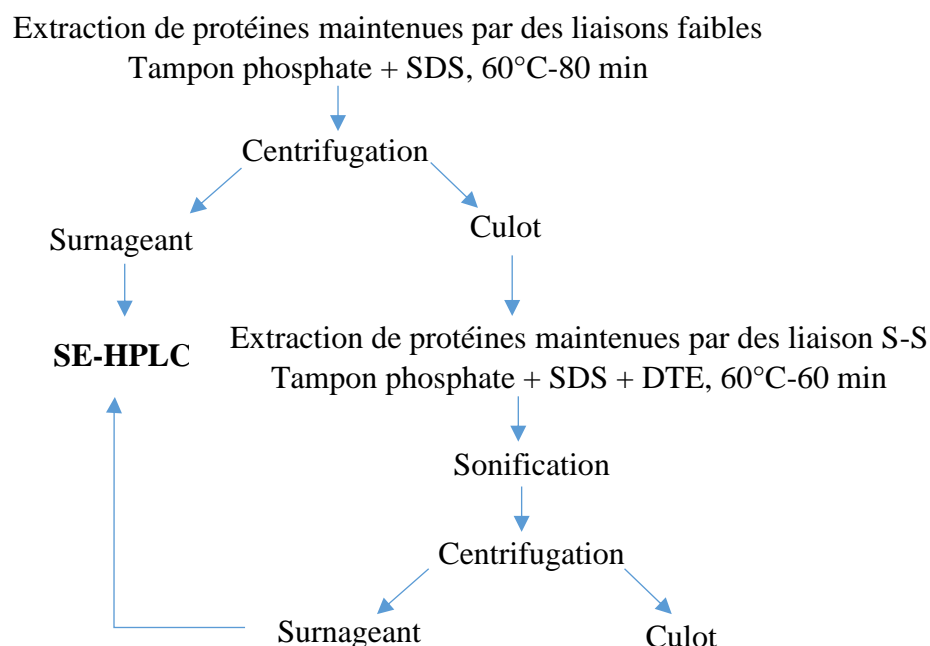 Extraction de protéines maintenues par des liaisons faibles
Tampon phosphate + SDS, 60°C-80 min
Centrifugation
Surnageant
Culot
SE-HPLC
Extraction de protéines maintenues par des liaison S-S
Tampon phosphate + SDS + DTE, 60°C-60 min
Sonification
Centrifugation
Surnageant
Culot